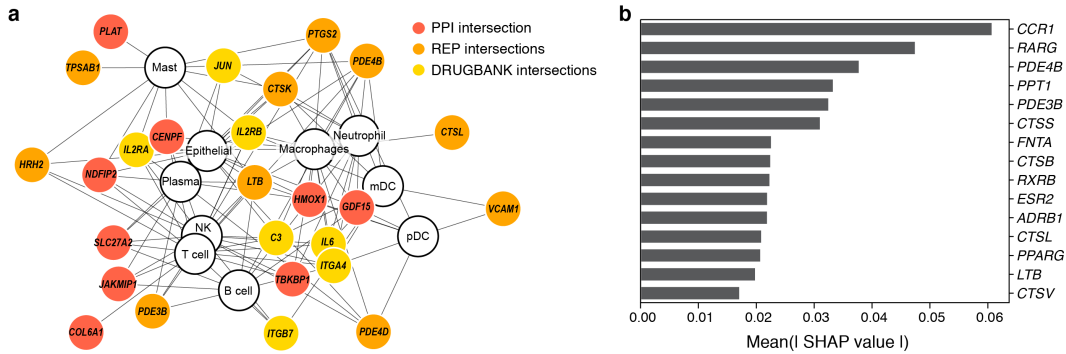 a
PPI intersection
REP intersections
DRUGBANK intersections
PLAT
TPSAB1
Mast
JUN
PTGS2
PDE4B
CTSK
CENPF
IL2RA
IL2RB
Epithelial
Macrophages
Neutrophil
CTSL
HRH2
NDFIP2
Plasma
LTB
HMOX1
GDF15
mDC
VCAM1
SLC27A2
NK
T cell
C3
IL6
ITGA4
pDC
JAKMIP1
B cell
TBKBP1
PDE3B
COL6A1
ITGB7
PDE4D
b
CCR1
RARG
PDE4B
PPT1
PDE3B
CTSS
FNTA
CTSB
RXRB
ESR2
ADRB1
CTSL
PPARG
LTB
CTSV
0.00 0.01 0.02 0.03 0.04 0.05 0.06
Mean(| SHAP value |)